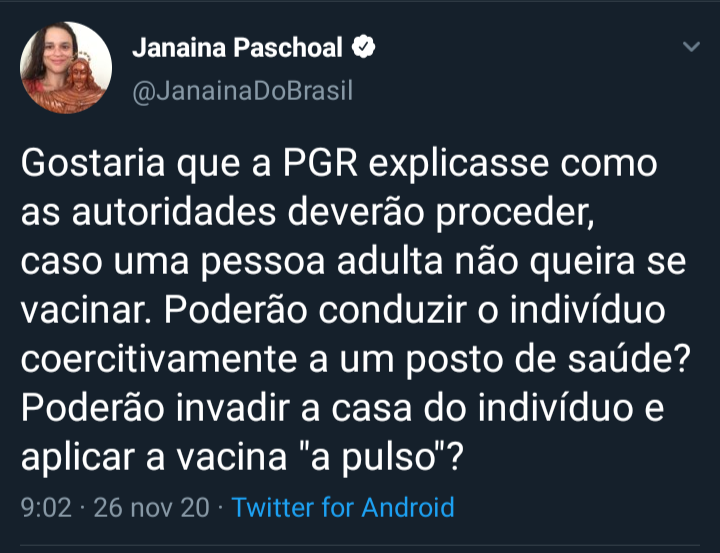 Janaina Paschoal
@JanainaDoBrasil
Gostaria que a PGR explicasse como
as autoridades deverão proceder,
caso uma pessoa adulta não queira se
vacinar. Poderão conduzir o indivíduo
coercitivamente a um posto de saúde?
Poderão invadir a casa do indivíduo e
aplicar a vacina "a pulso"?
9:02 · 26 nov 20 · Twitter for Android